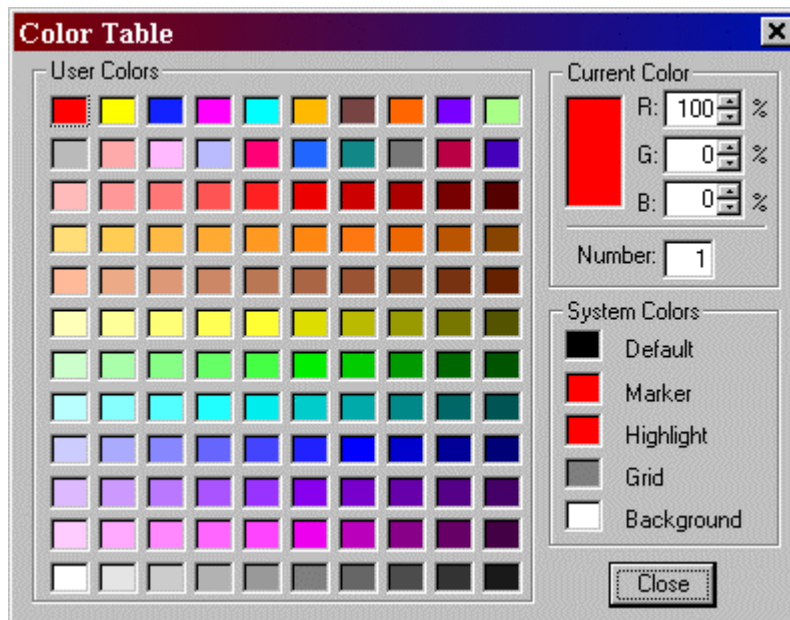 Color Table
User Colors
Current Color
R: 100 %
G: 0 %
B: 0 %
Number: 1
System Colors
Default
Marker
Highlight
Grid
Background
Close